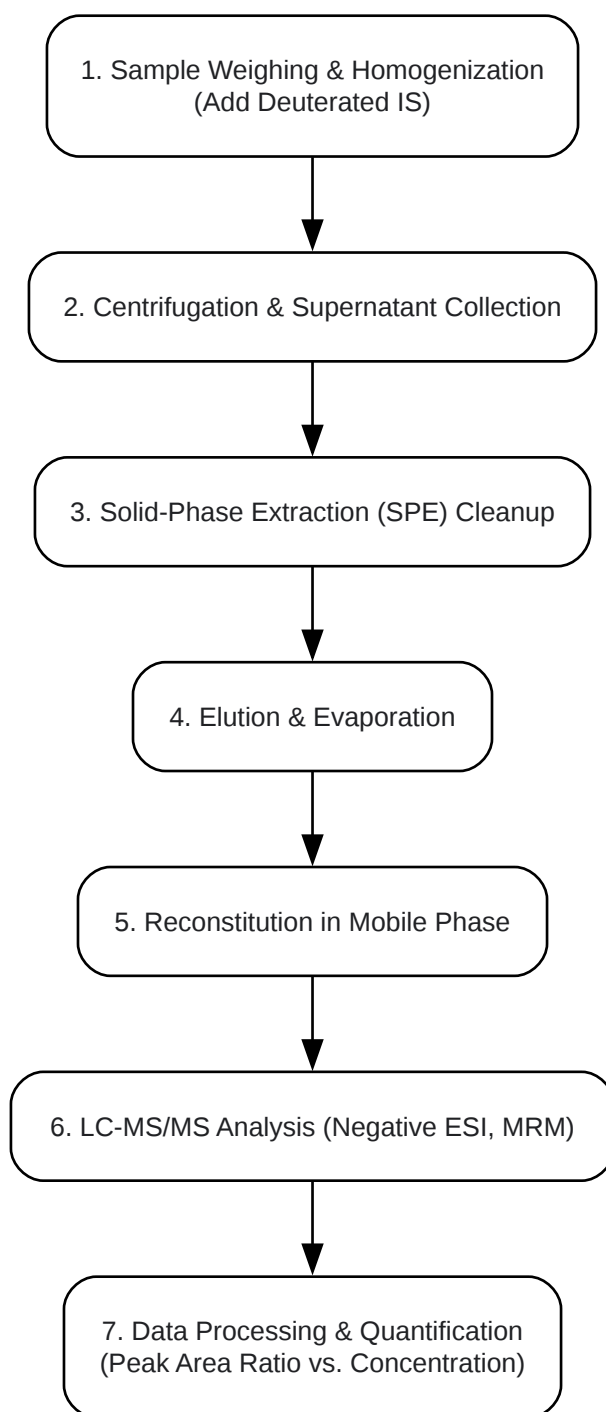 1. Sample Weighing & Homogenization
(Add Deuterated IS)
2. Centrifugation & Supernatant Collection
3. Solid-Phase Extraction (SPE) Cleanup
4. Elution & Evaporation
5. Reconstitution in Mobile Phase
6. LC-MS/MS Analysis (Negative ESI, MRM)
7. Data Processing & Quantification
(Peak Area Ratio vs. Concentration)